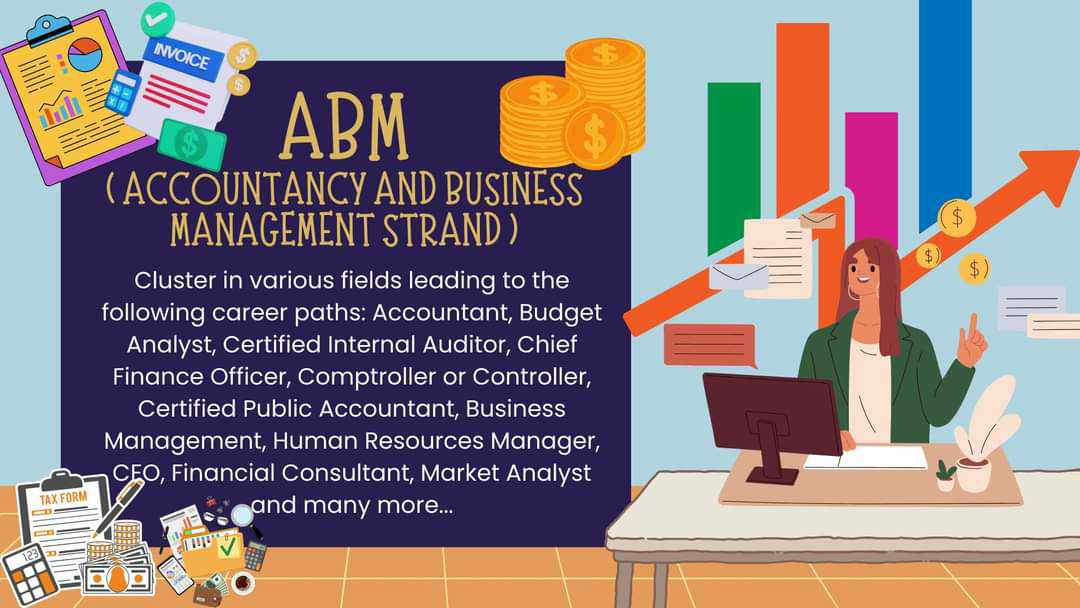 INVOICE
ABM
( ACCOUNTANCY AND BUSINESS
MANAGEMENT STRAND )
Cluster in various fields leading to the
following career paths: Accountant, Budget
Analyst, Certified Internal Auditor, Chief
Finance Officer, Comptroller or Controller,
Certified Public Accountant, Business
Management, Human Resources Manager,
CFO, Financial Consultant, Market Analyst
and many more...
TAX FORM
123